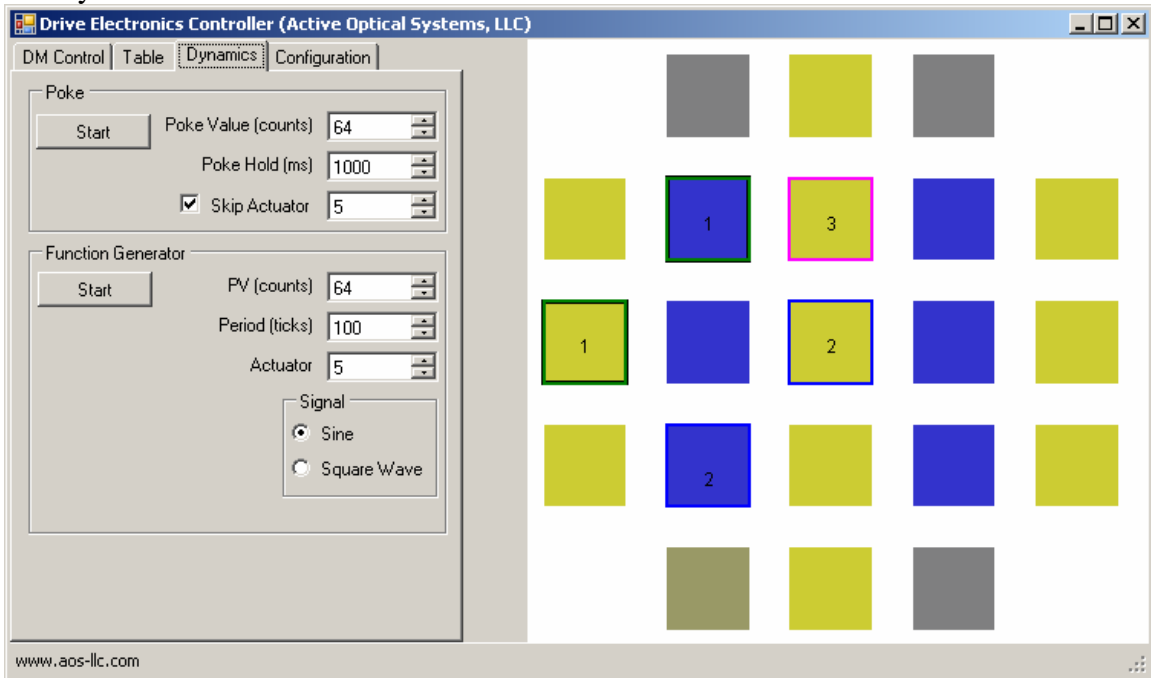 Drive Electronics Controller (Active Optical Systems, LLC)
DM Control Table Dynamics Configuration
Poke
Start Poke Value (counts) 64
Poke Hold (ms) 1000
Skip Actuator 5
Function Generator
Start PV (counts) 64
Period (ticks) 100
Actuator 5
Signal
Sine
Square Wave
1 3
1 2
2
www.aos-llc.com